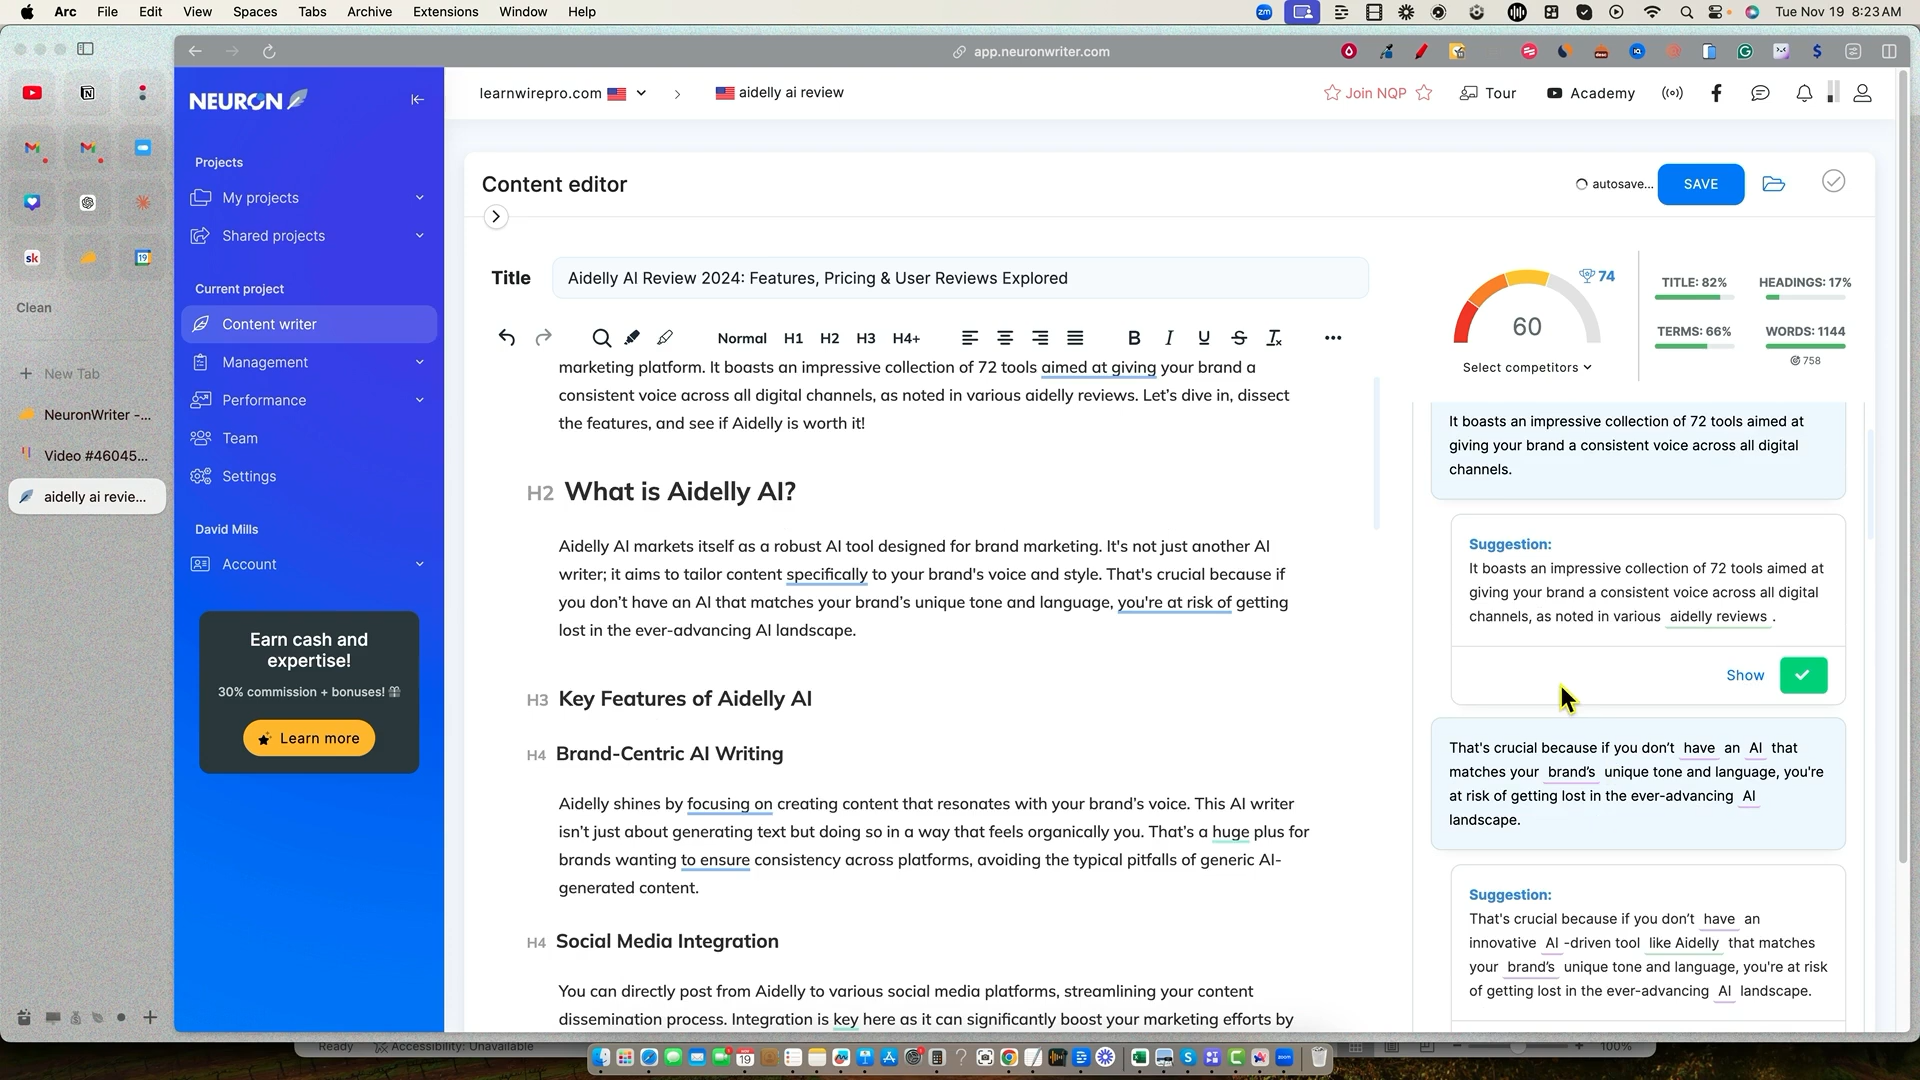 Arc File Edit View Spaces Tabs Archive Extensions Window Help
zm
Tue Nov 19 8:23 AM
app.neuronwriter.com
NEURON
learnwirepro.com
aidelly ai review
Join NQP
Tour
Academy
Projects
My projects
Shared projects
Current project
Content writer
Management
Performance
Team
Settings
David Mills
Account
Earn cash and
expertise!
30% commission + bonuses!
Learn more
sk
19
Clean
New Tab
NeuronWriter -...
Video #46045...
aidelly ai revie...
Content editor
autosave...
SAVE
Title
Aidelly AI Review 2024: Features, Pricing & User Reviews Explored
Normal H1 H2 H3 H4+
B I U S
marketing platform. It boasts an impressive collection of 72 tools aimed at giving your brand a
consistent voice across all digital channels, as noted in various aidelly reviews. Let’s dive in, dissect
the features, and see if Aidelly is worth it!
H2 What is Aidelly AI?
Aidelly AI markets itself as a robust AI tool designed for brand marketing. It's not just another AI
writer; it aims to tailor content specifically to your brand's voice and style. That's crucial because if
you don’t have an AI that matches your brand’s unique tone and language, you're at risk of getting
lost in the ever-advancing AI landscape.
H3 Key Features of Aidelly AI
H4 Brand-Centric AI Writing
Aidelly shines by focusing on creating content that resonates with your brand’s voice. This AI writer
isn’t just about generating text but doing so in a way that feels organically you. That’s a huge plus for
brands wanting to ensure consistency across platforms, avoiding the typical pitfalls of generic AI-
generated content.
H4 Social Media Integration
You can directly post from Aidelly to various social media platforms, streamlining your content
dissemination process. Integration is key here as it can significantly boost your marketing efforts by
74
60
Select competitors
TITLE: 82%
HEADINGS: 17%
TERMS: 66%
WORDS: 1144
758
It boasts an impressive collection of 72 tools aimed at
giving your brand a consistent voice across all digital
channels.
Suggestion:
It boasts an impressive collection of 72 tools aimed at
giving your brand a consistent voice across all digital
channels, as noted in various aidelly reviews .
Show
That's crucial because if you don’t have an AI that
matches your brand’s unique tone and language, you're
at risk of getting lost in the ever-advancing AI
landscape.
Suggestion:
That's crucial because if you don’t have an
innovative AI -driven tool like Aidelly that matches
your brand’s unique tone and language, you're at risk
of getting lost in the ever-advancing AI landscape.
Ready
Accessibility: Unavailable
100%